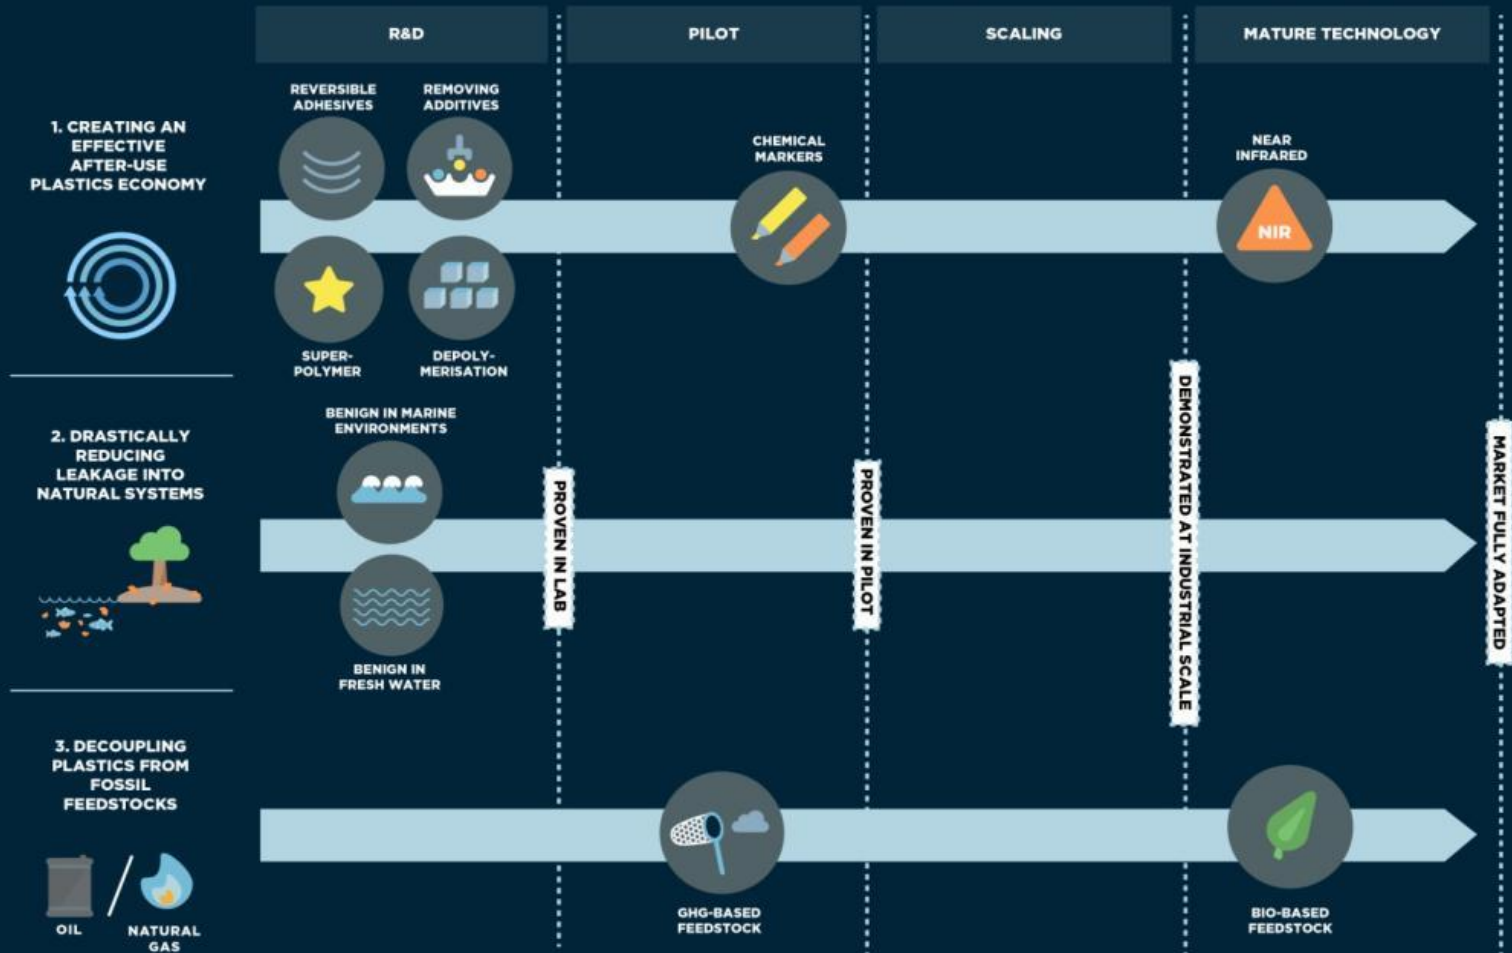 R&D
PILOT
SCALING
MATURE TECHNOLOGY
1. CREATING AN
EFFECTIVE
AFTER-USE
PLASTICS ECONOMY
REVERSIBLE
ADHESIVES
REMOVING
ADDITIVES
CHEMICAL
MARKERS
NEAR
INFRARED
NIR
SUPER-
POLYMER
DEPOLY-
MERISATION
2. DRASTICALLY
REDUCING
LEAKAGE INTO
NATURAL SYSTEMS
BENIGN IN MARINE
ENVIRONMENTS
BENIGN IN
FRESH WATER
PROVEN IN LAB
PROVEN IN PILOT
DEMONSTRATED AT INDUSTRIAL SCALE
MARKET FULLY ADAPTED
3. DECOUPLING
PLASTICS FROM
FOSSIL
FEEDSTOCKS
OIL
NATURAL
GAS
GHG-BASED
FEEDSTOCK
BIO-BASED
FEEDSTOCK